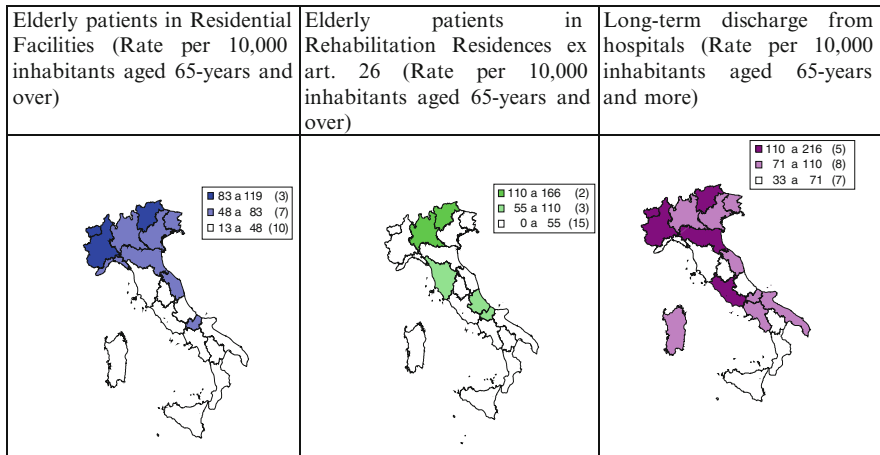 Elderly patients in Residential
Facilities (Rate per 10,000
inhabitants aged 65-years and
over)
Elderly patients in
Rehabilitation Residences ex
art. 26 (Rate per 10,000
inhabitants aged 65-years and
over)
Long-term discharge from
hospitals (Rate per 10,000
inhabitants aged 65-years
and more)
83 a 119 (3)
48 a 83 (7)
13 a 48 (10)
110 a 166 (2)
55 a 110 (3)
0 a 55 (15)
110 a 216 (5)
71 a 110 (8)
33 a 71 (7)